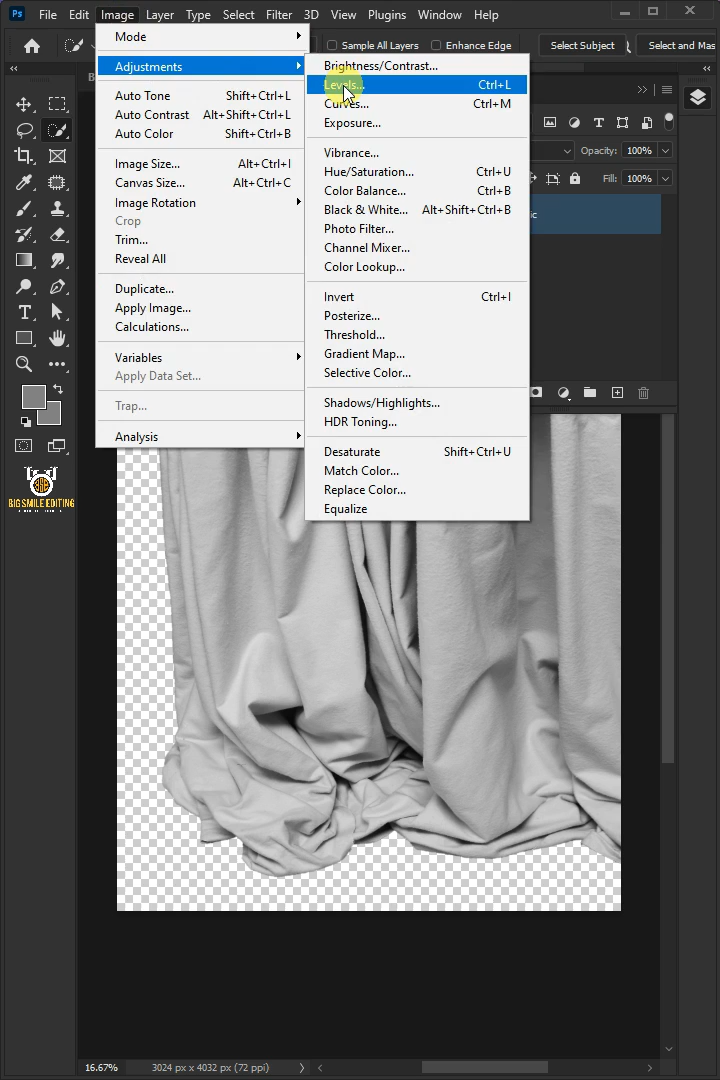 Ps File Edit Image Layer Type Select Filter 3D View Plugins Window Help
Sample All Layers Enhance Edge Select Subject Select and Mas
Mode
Adjustments
Auto Tone Shift+Ctrl+L
Auto Contrast Alt+Shift+Ctrl+L
Auto Color Shift+Ctrl+B
Image Size... Alt+Ctrl+I
Canvas Size... Alt+Ctrl+C
Image Rotation
Crop
Trim...
Reveal All
Duplicate...
Apply Image...
Calculations...
Variables
Apply Data Set...
Trap...
Analysis
Brightness/Contrast...
Levels... Ctrl+L
Curves... Ctrl+M
Exposure...
Vibrance...
Hue/Saturation... Ctrl+U
Color Balance... Ctrl+B
Black & White... Alt+Shift+Ctrl+B
Photo Filter...
Channel Mixer...
Color Lookup...
Invert Ctrl+I
Posterize...
Threshold...
Gradient Map...
Selective Color...
Shadows/Highlights...
HDR Toning...
Desaturate Shift+Ctrl+U
Match Color...
Replace Color...
Equalize
Opacity: 100%
Fill: 100%
ic
BIG SMILE EDITING
16.67% 3024 px x 4032 px (72 ppi)